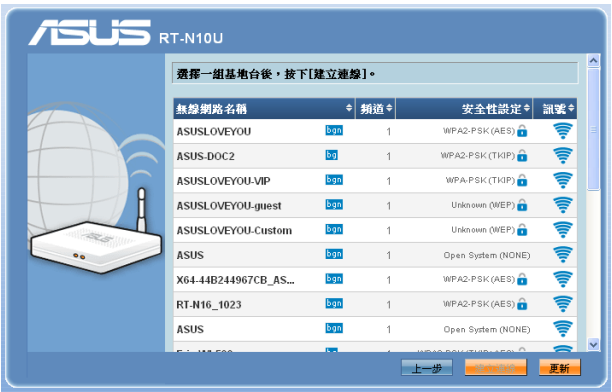 ASUS RT-N10U
選擇一組基地台後，按下[建立連線]。
無線網路名稱 頻道 安全性設定 訊號
ASUSLOVEYOU bgn 1 WPA2-PSK (AES)
ASUS-DOC2 bg 1 WPA2-PSK (TKIP)
ASUSLOVEYOU-VIP bgn 1 WPA-PSK (TKIP)
ASUSLOVEYOU-guest bgn 1 Unknown (WEP)
ASUSLOVEYOU-Custom bgn 1 Unknown (WEP)
ASUS bgn 1 Open System (NONE)
X64-44B244967CB_AS... bgn 1 WPA2-PSK (AES)
RT-N16_1023 bgn 1 WPA2-PSK (AES)
ASUS bgn 1 Open System (NONE)
上一步 更新